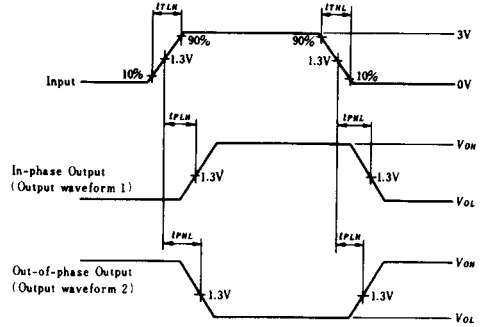 tTLH
tTHL
90%
90%
3V
1.3V
1.3V
10%
10%
Input
0V
tPLH
tPHL
In-phase Output
(Output waveform 1)
1.3V
1.3V
VOH
VOL
tPHL
tPLH
Out-of-phase Output
(Output waveform 2)
1.3V
1.3V
VOH
VOL